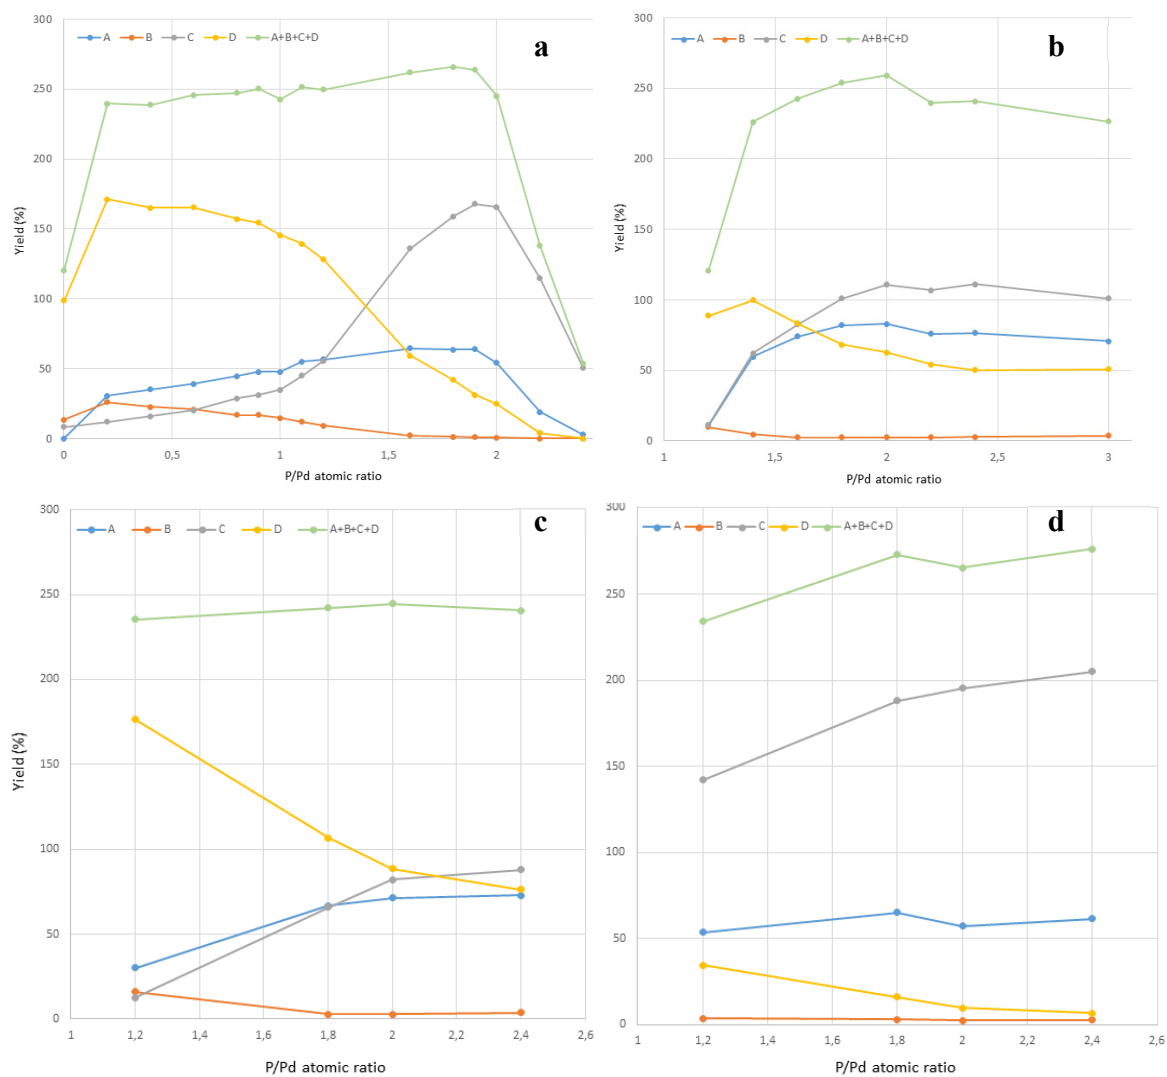 a
A B C D A+B+C+D
300
250
200
150
100
50
0
Yield (%)
0 0,5 1 1,5 2
P/Pd atomic ratio
b
A B C D A+B+C+D
300
250
200
150
100
50
0
Yield (%)
1 1,5 2 2,5 3
P/Pd atomic ratio
c
A B C D A+B+C+D
300
250
200
150
100
50
0
Yield (%)
1 1,2 1,4 1,6 1,8 2 2,2 2,4 2,6
P/Pd atomic ratio
d
A B C D A+B+C+D
300
250
200
150
100
50
0
1 1,2 1,4 1,6 1,8 2 2,2 2,4 2,6
P/Pd atomic ratio